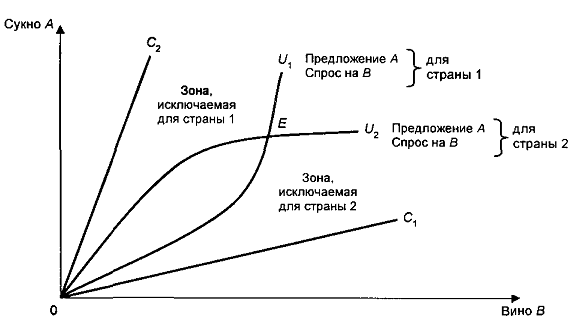 Сукно A
C2
U1
Предложение A
Спрос на B
для
страны 1
Зона,
исключаемая
для страны 1
E
U2
Предложение A
Спрос на B
для
страны 2
Зона,
исключаемая
для страны 2
C1
0
Вино B